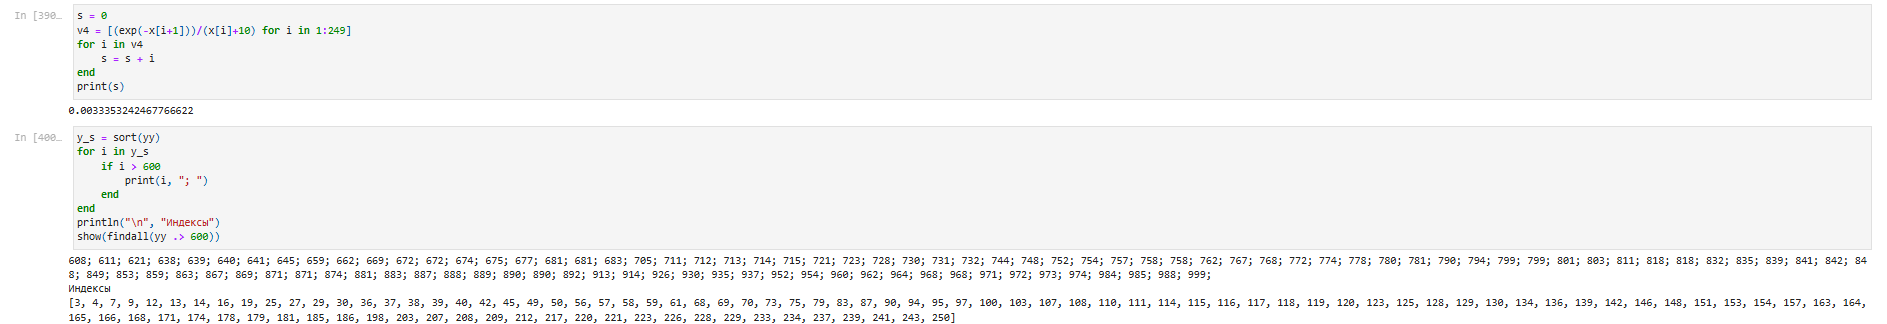 In [390…
s = 0
v4 = [(exp(-x[i+1]))/(x[i]+10) for i in 1:249]
for i in v4
    s = s + i
end
print(s)
0.0033353242467766622
In [400…
y_s = sort(yy)
for i in y_s
    if i > 600
        print(i, "; ")
    end
end
println("\n", "Индексы")
show(findall(yy .> 600))
608; 611; 621; 638; 639; 640; 641; 645; 659; 662; 669; 672; 672; 674; 675; 677; 681; 681; 683; 705; 711; 712; 713; 714; 715; 721; 723; 728; 730; 731; 732; 744; 748; 752; 754; 757; 758; 758; 762; 767; 768; 772; 774; 778; 780; 781; 790; 794; 799; 799; 801; 803; 811; 818; 818; 832; 835; 839; 841; 842; 84
8; 849; 853; 859; 863; 867; 869; 871; 871; 874; 881; 883; 887; 888; 889; 890; 890; 892; 913; 914; 926; 930; 935; 937; 952; 954; 960; 962; 964; 968; 968; 971; 972; 973; 974; 984; 985; 988; 999;
Индексы
[3, 4, 7, 9, 12, 13, 14, 16, 19, 25, 27, 29, 30, 36, 37, 38, 39, 40, 42, 45, 49, 50, 56, 57, 58, 59, 61, 68, 69, 70, 73, 75, 79, 83, 87, 90, 94, 95, 97, 100, 103, 107, 108, 110, 111, 114, 115, 116, 117, 118, 119, 120, 123, 125, 128, 129, 130, 134, 136, 139, 142, 146, 148, 151, 153, 154, 157, 163, 164,
165, 166, 168, 171, 174, 178, 179, 181, 185, 186, 198, 203, 207, 208, 209, 212, 217, 220, 221, 223, 226, 228, 229, 233, 234, 237, 239, 241, 243, 250]